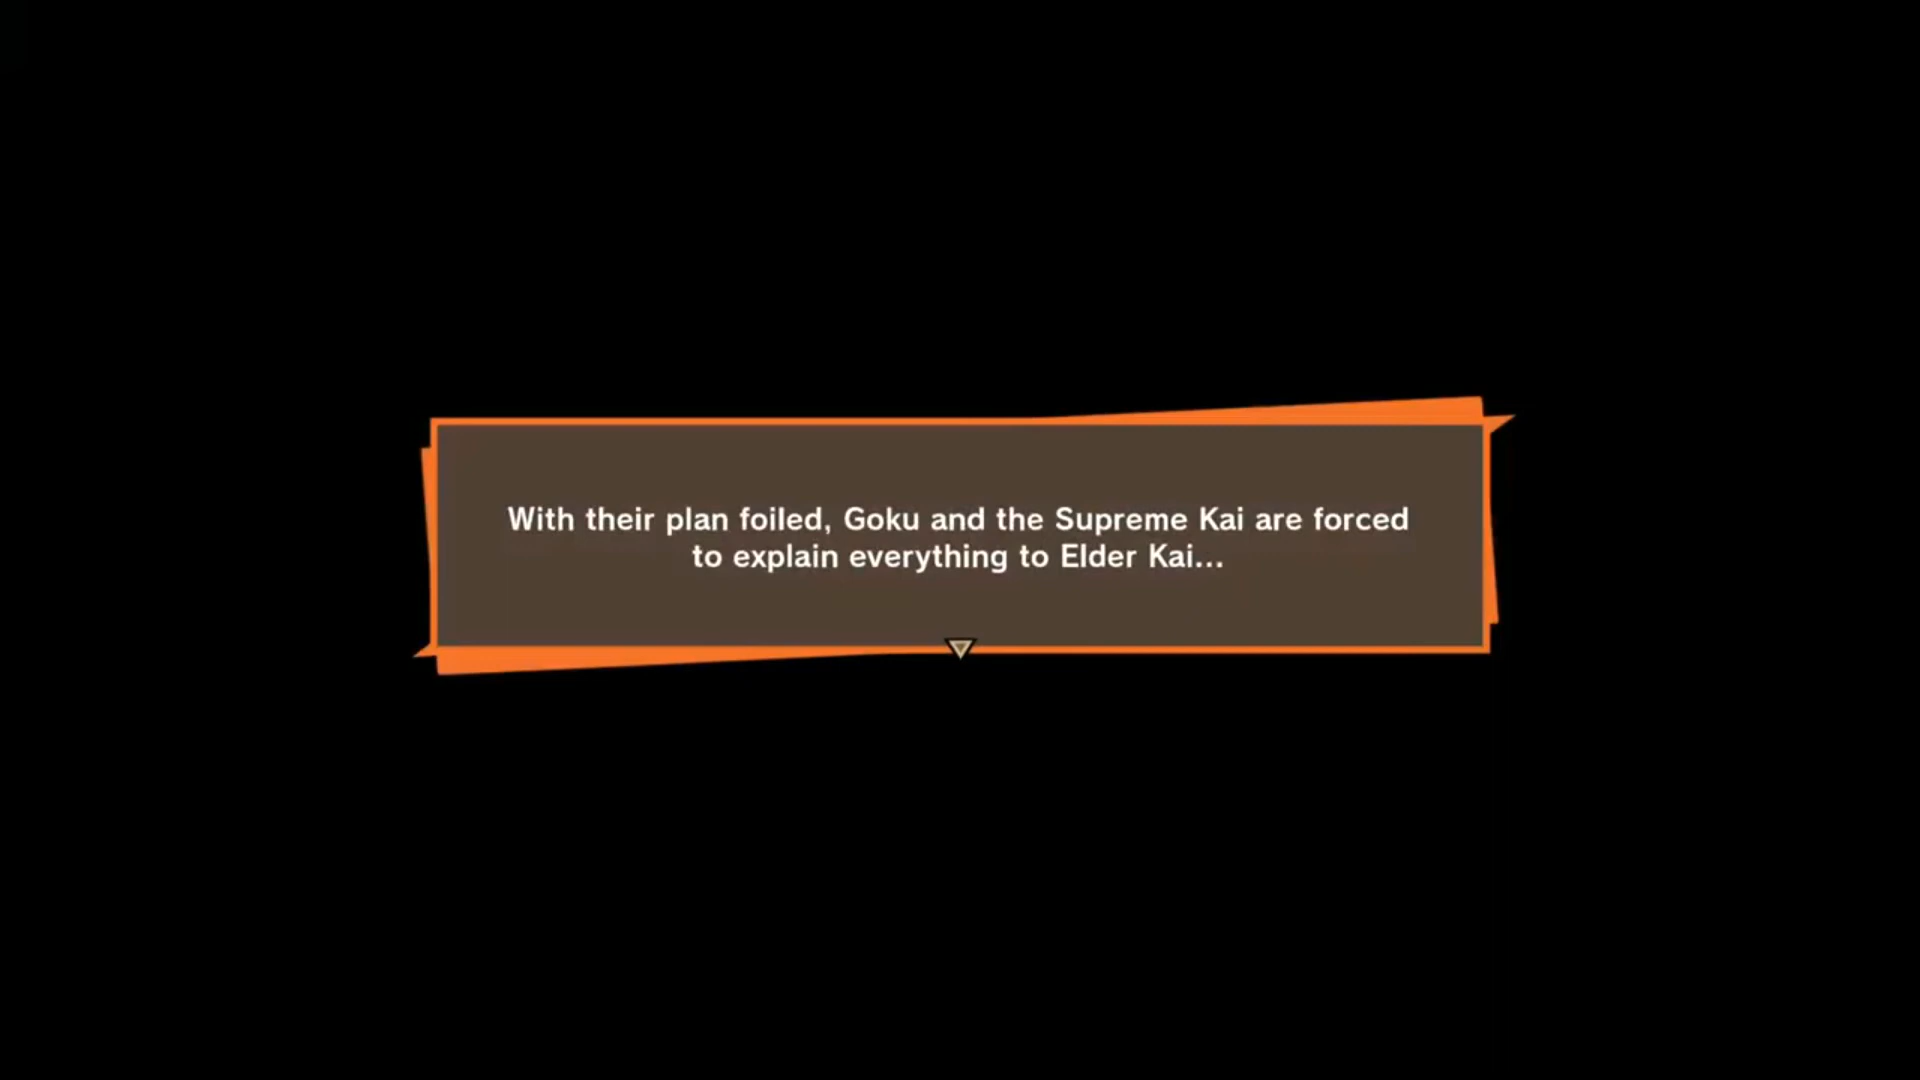 With their plan foiled, Goku and the Supreme Kai are forced
to explain everything to Elder Kai...